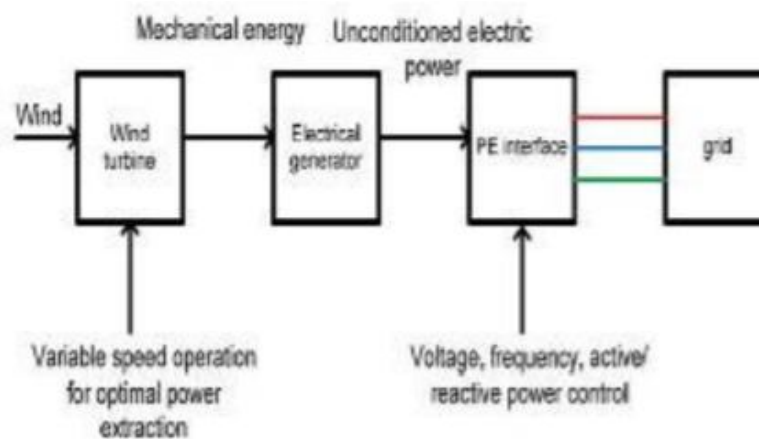 Mechanical energy
Unconditioned electric
power
Wind
Wind
turbine
Electrical
generator
PE interface
grid
Variable speed operation
for optimal power
extraction
Voltage, frequency, active/
reactive power control